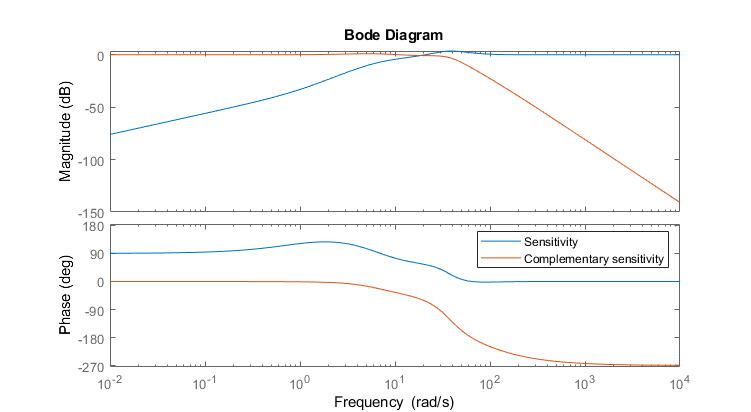 Bode Diagram
Magnitude (dB)
0
-50
-100
-150
Phase (deg)
180
90
0
-90
-180
-270
Sensitivity
Complementary sensitivity
10^-2 10^-1 10^0 10^1 10^2 10^3 10^4
Frequency (rad/s)